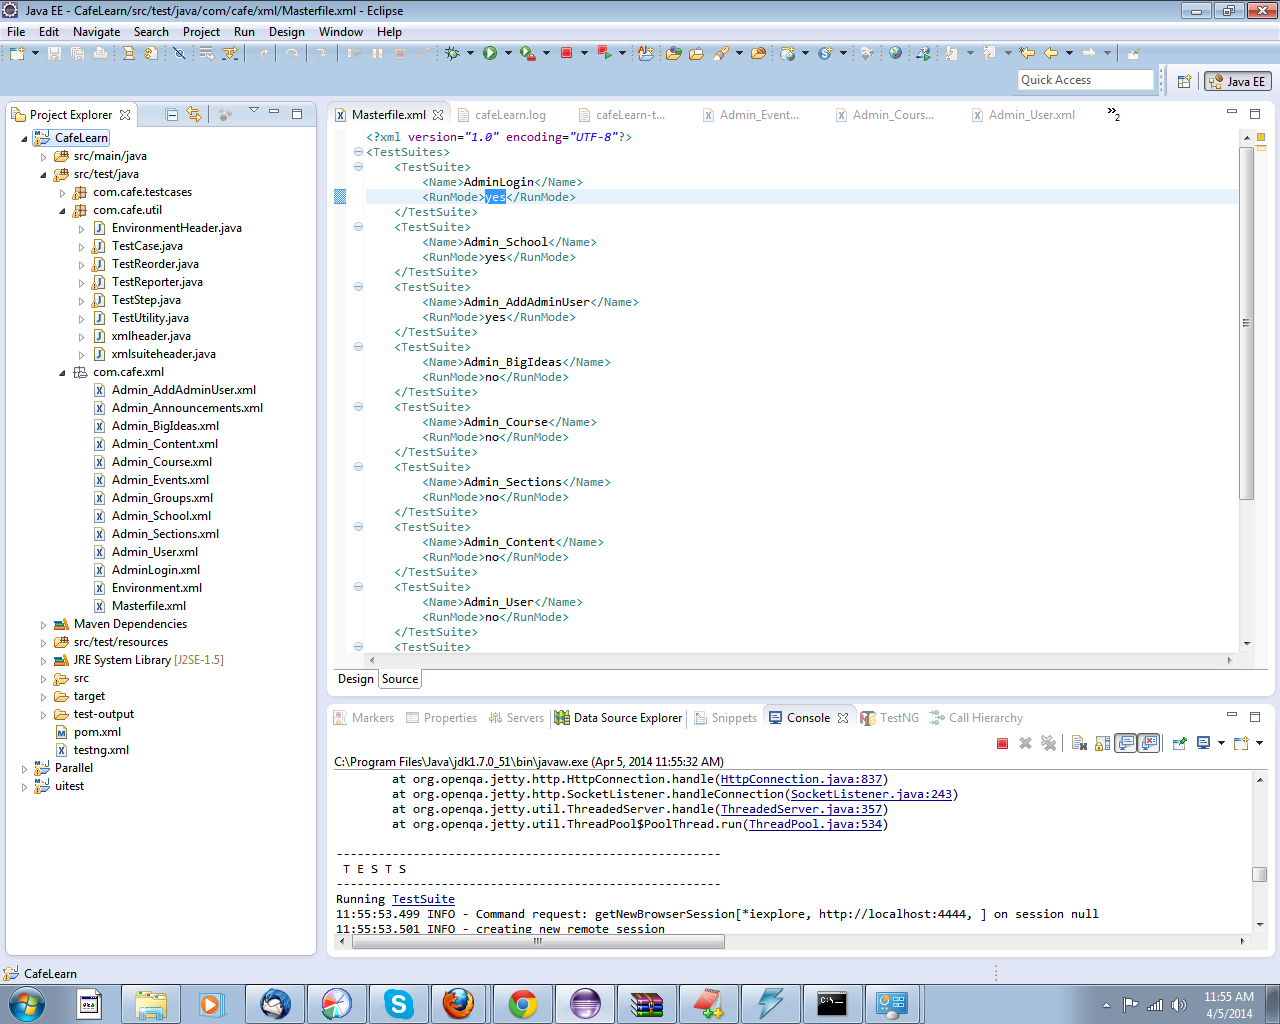 Java EE - CafeLearn/src/test/java/com/cafe/xml/Masterfile.xml - Eclipse
File Edit Navigate Search Project Run Design Window Help
Quick Access
Java EE
Project Explorer
CafeLearn
src/main/java
src/test/java
com.cafe.testcases
com.cafe.util
EnvironmentHeader.java
TestCase.java
TestReorder.java
TestReporter.java
TestStep.java
TestUtility.java
xmlheader.java
xmlsuiteheader.java
com.cafe.xml
Admin_AddAdminUser.xml
Admin_Announcements.xml
Admin_BigIdeas.xml
Admin_Content.xml
Admin_Course.xml
Admin_Events.xml
Admin_Groups.xml
Admin_School.xml
Admin_Sections.xml
Admin_User.xml
AdminLogin.xml
Environment.xml
Masterfile.xml
Maven Dependencies
src/test/resources
JRE System Library [J2SE-1.5]
src
target
test-output
pom.xml
testng.xml
Parallel
uitest
Masterfile.xml cafeLearn.log cafeLearn-t... Admin_Event... Admin_Cours... Admin_User.xml »2
<?xml version="1.0" encoding="UTF-8"?>
<TestSuites>
<TestSuite>
<Name>AdminLogin</Name>
<RunMode>yes</RunMode>
</TestSuite>
<TestSuite>
<Name>Admin_School</Name>
<RunMode>yes</RunMode>
</TestSuite>
<TestSuite>
<Name>Admin_AddAdminUser</Name>
<RunMode>yes</RunMode>
</TestSuite>
<TestSuite>
<Name>Admin_BigIdeas</Name>
<RunMode>no</RunMode>
</TestSuite>
<TestSuite>
<Name>Admin_Course</Name>
<RunMode>no</RunMode>
</TestSuite>
<TestSuite>
<Name>Admin_Sections</Name>
<RunMode>no</RunMode>
</TestSuite>
<TestSuite>
<Name>Admin_Content</Name>
<RunMode>no</RunMode>
</TestSuite>
<TestSuite>
<Name>Admin_User</Name>
<RunMode>no</RunMode>
</TestSuite>
<TestSuite>
Design Source
Markers Properties Servers Data Source Explorer Snippets Console TestNG Call Hierarchy
C:\Program Files\Java\jdk1.7.0_51\bin\javaw.exe (Apr 5, 2014 11:55:32 AM)
at org.openqa.jetty.http.HttpConnection.handle(HttpConnection.java:837)
at org.openqa.jetty.http.SocketListener.handleConnection(SocketListener.java:243)
at org.openqa.jetty.util.ThreadedServer.handle(ThreadedServer.java:357)
at org.openqa.jetty.util.ThreadPool$PoolThread.run(ThreadPool.java:534)
-------------------------------------------------------
T E S T S
-------------------------------------------------------
Running TestSuite
11:55:53.499 INFO - Command request: getNewBrowserSession[*iexplore, http://localhost:4444, ] on session null
11:55:53.501 INFO - creating new remote session
CafeLearn
11:55 AM
4/5/2014